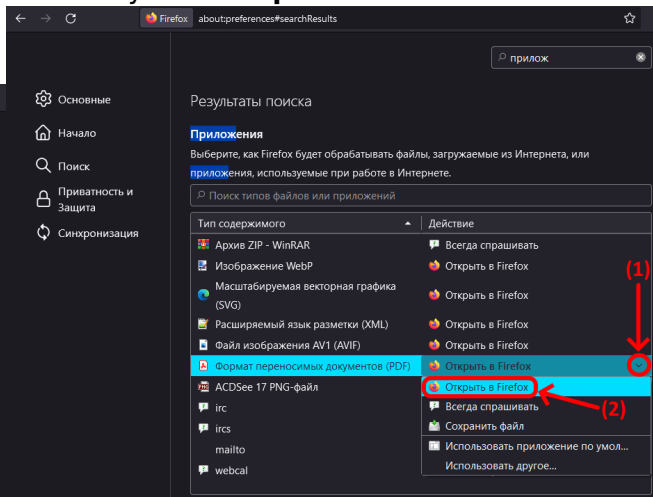 Firefox about:preferences#searchResults
прилож
Основные
Начало
Поиск
Приватность и
Защита
Синхронизация
Результаты поиска
Приложения
Выберите, как Firefox будет обрабатывать файлы, загружаемые из Интернета, или
приложения, используемые при работе в Интернете.
Поиск типов файлов или приложений
Тип содержимого Действие
Архив ZIP - WinRAR Всегда спрашивать
Изображение WebP Открыть в Firefox
(1)
Масштабируемая векторная графика
(SVG) Открыть в Firefox
Расширяемый язык разметки (XML) Открыть в Firefox
Файл изображения AV1 (AVIF) Открыть в Firefox
Формат переносимых документов (PDF) Открыть в Firefox
ACDSee 17 PNG-файл Открыть в Firefox
irc Всегда спрашивать
(2)
ircs Сохранить файл
mailto Использовать приложение по умол...
webcal Использовать другое...